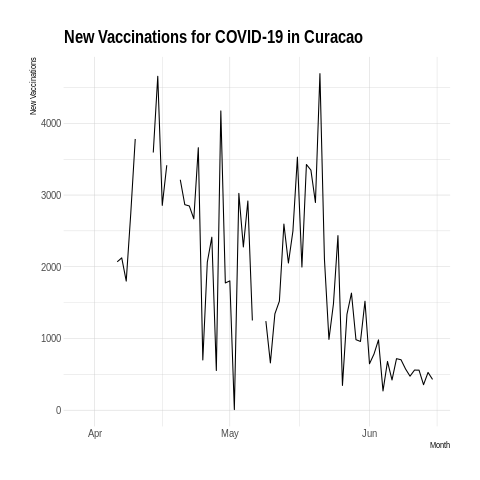 New Vaccinations for COVID-19 in Curacao
New Vaccinations
4000
3000
2000
1000
0
Apr May Jun
Month